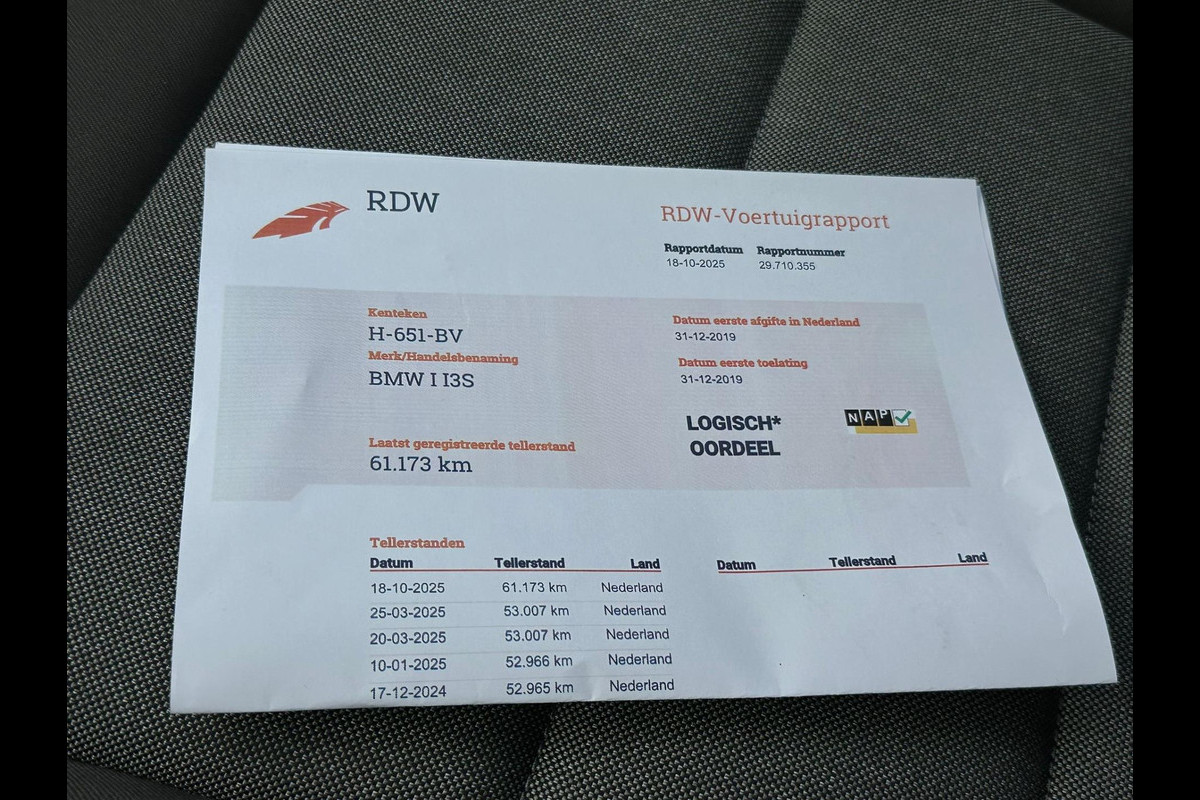 RDW
RDW-Voertuigrapport
Rapportdatum Rapportnummer
18-10-2025 29.710.355
Kenteken
H-651-BV
Merk/Handelsbenaming
BMW I I3S
Laatst geregistreerde tellerstand
61.173 km
Datum eerste afgifte in Nederland
31-12-2019
Datum eerste toelating
31-12-2019
LOGISCH*
OORDEEL
NAP
Tellerstanden
Datum Tellerstand Land
18-10-2025 61.173 km Nederland
25-03-2025 53.007 km Nederland
20-03-2025 53.007 km Nederland
10-01-2025 52.966 km Nederland
17-12-2024 52.965 km Nederland
Datum Tellerstand Land